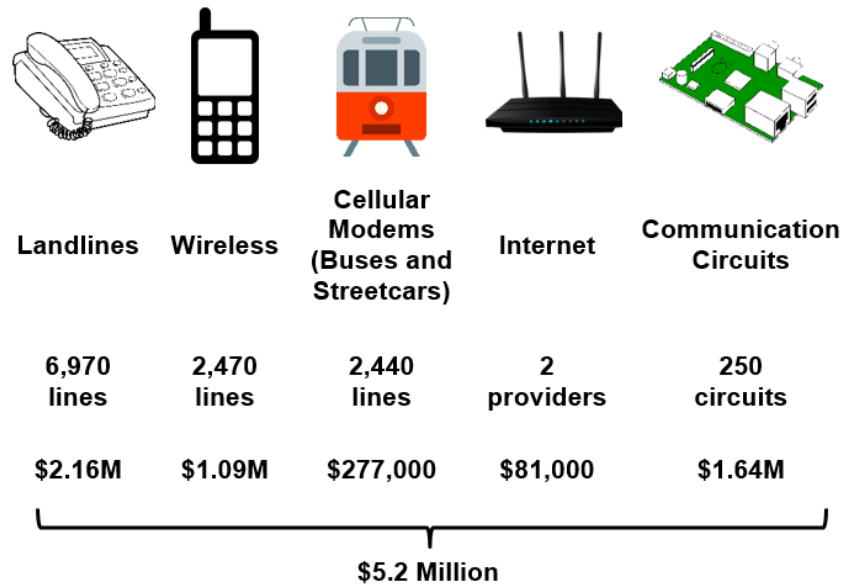 Landlines
Wireless
Cellular
Modems
(Buses and
Streetcars)
Internet
Communication
Circuits
6,970
lines
2,470
lines
2,440
lines
2
providers
250
circuits
$2.16M
$1.09M
$277,000
$81,000
$1.64M
$5.2 Million